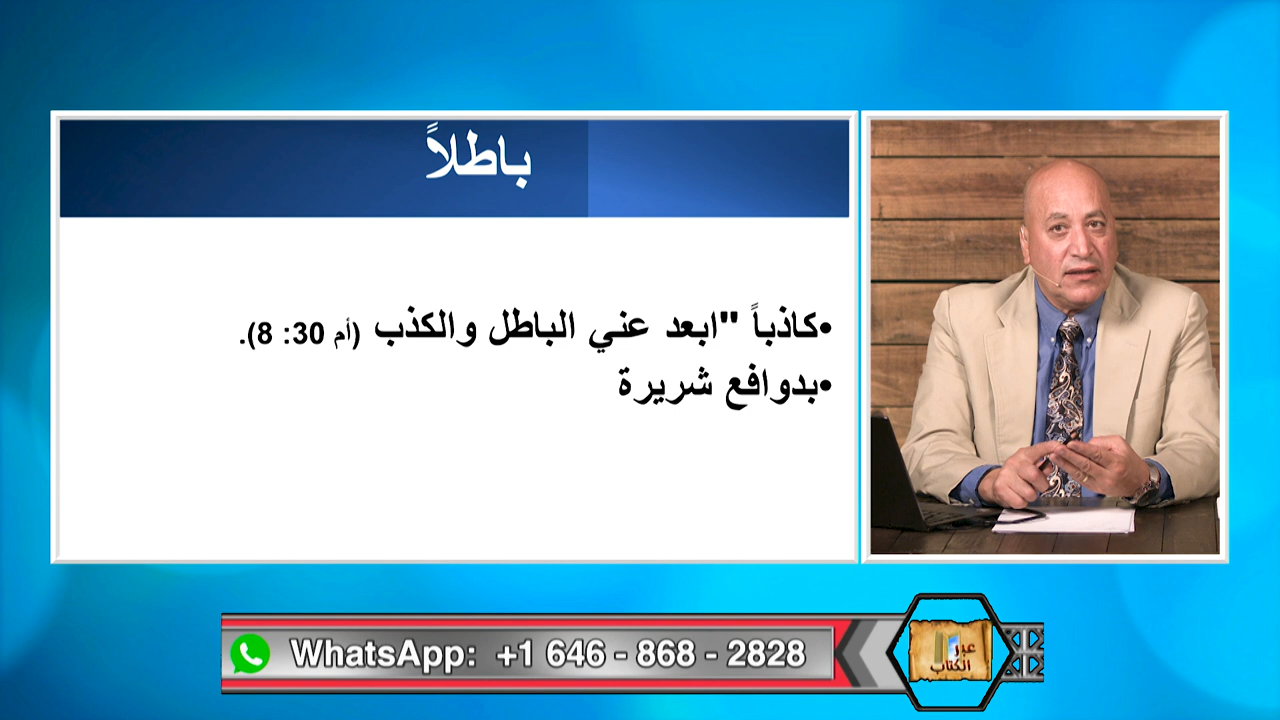 باطلاً
•كاذباً "ابعد عني الباطل والكذب (أم 30: 8).
•بدوافع شريرة
WhatsApp: +1 646 - 868 - 2828
عبر
الكتاب